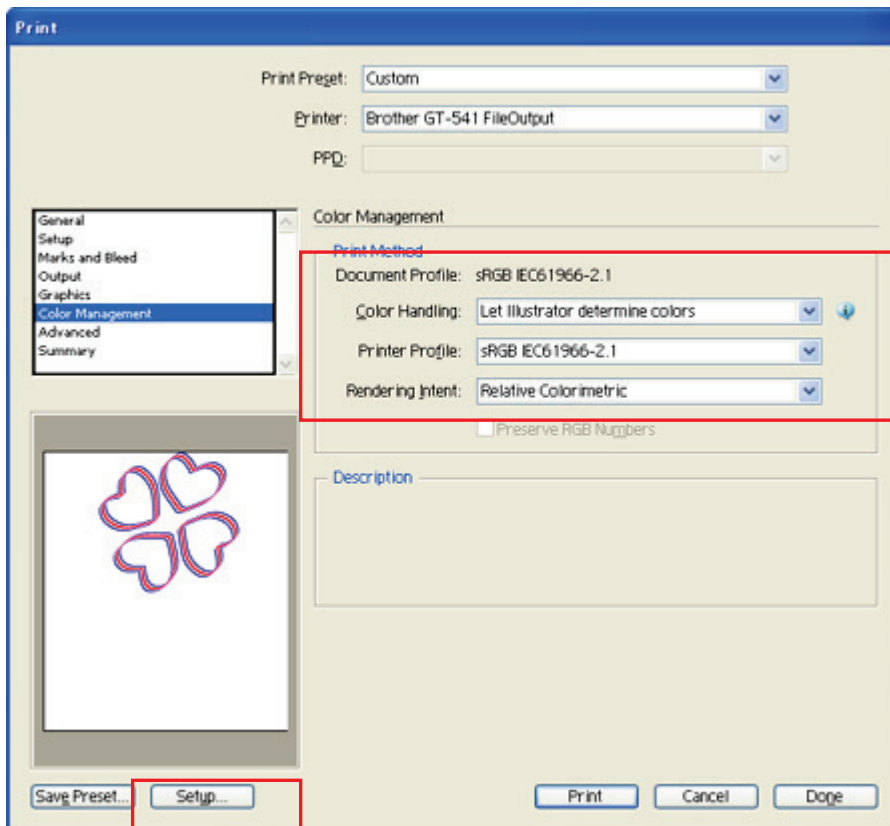 Print
Print Preset: Custom
Printer: Brother GT-541 FileOutput
PPD:
General
Setup
Marks and Bleed
Output
Graphics
Color Management
Advanced
Summary
Color Management
Print Method
Document Profile: sRGB IEC61966-2.1
Color Handling: Let Illustrator determine colors
Printer Profile: sRGB IEC61966-2.1
Rendering Intent: Relative Colorimetric
Preserve RGB Numbers
Description
Save Preset... Setup... Print Cancel Done